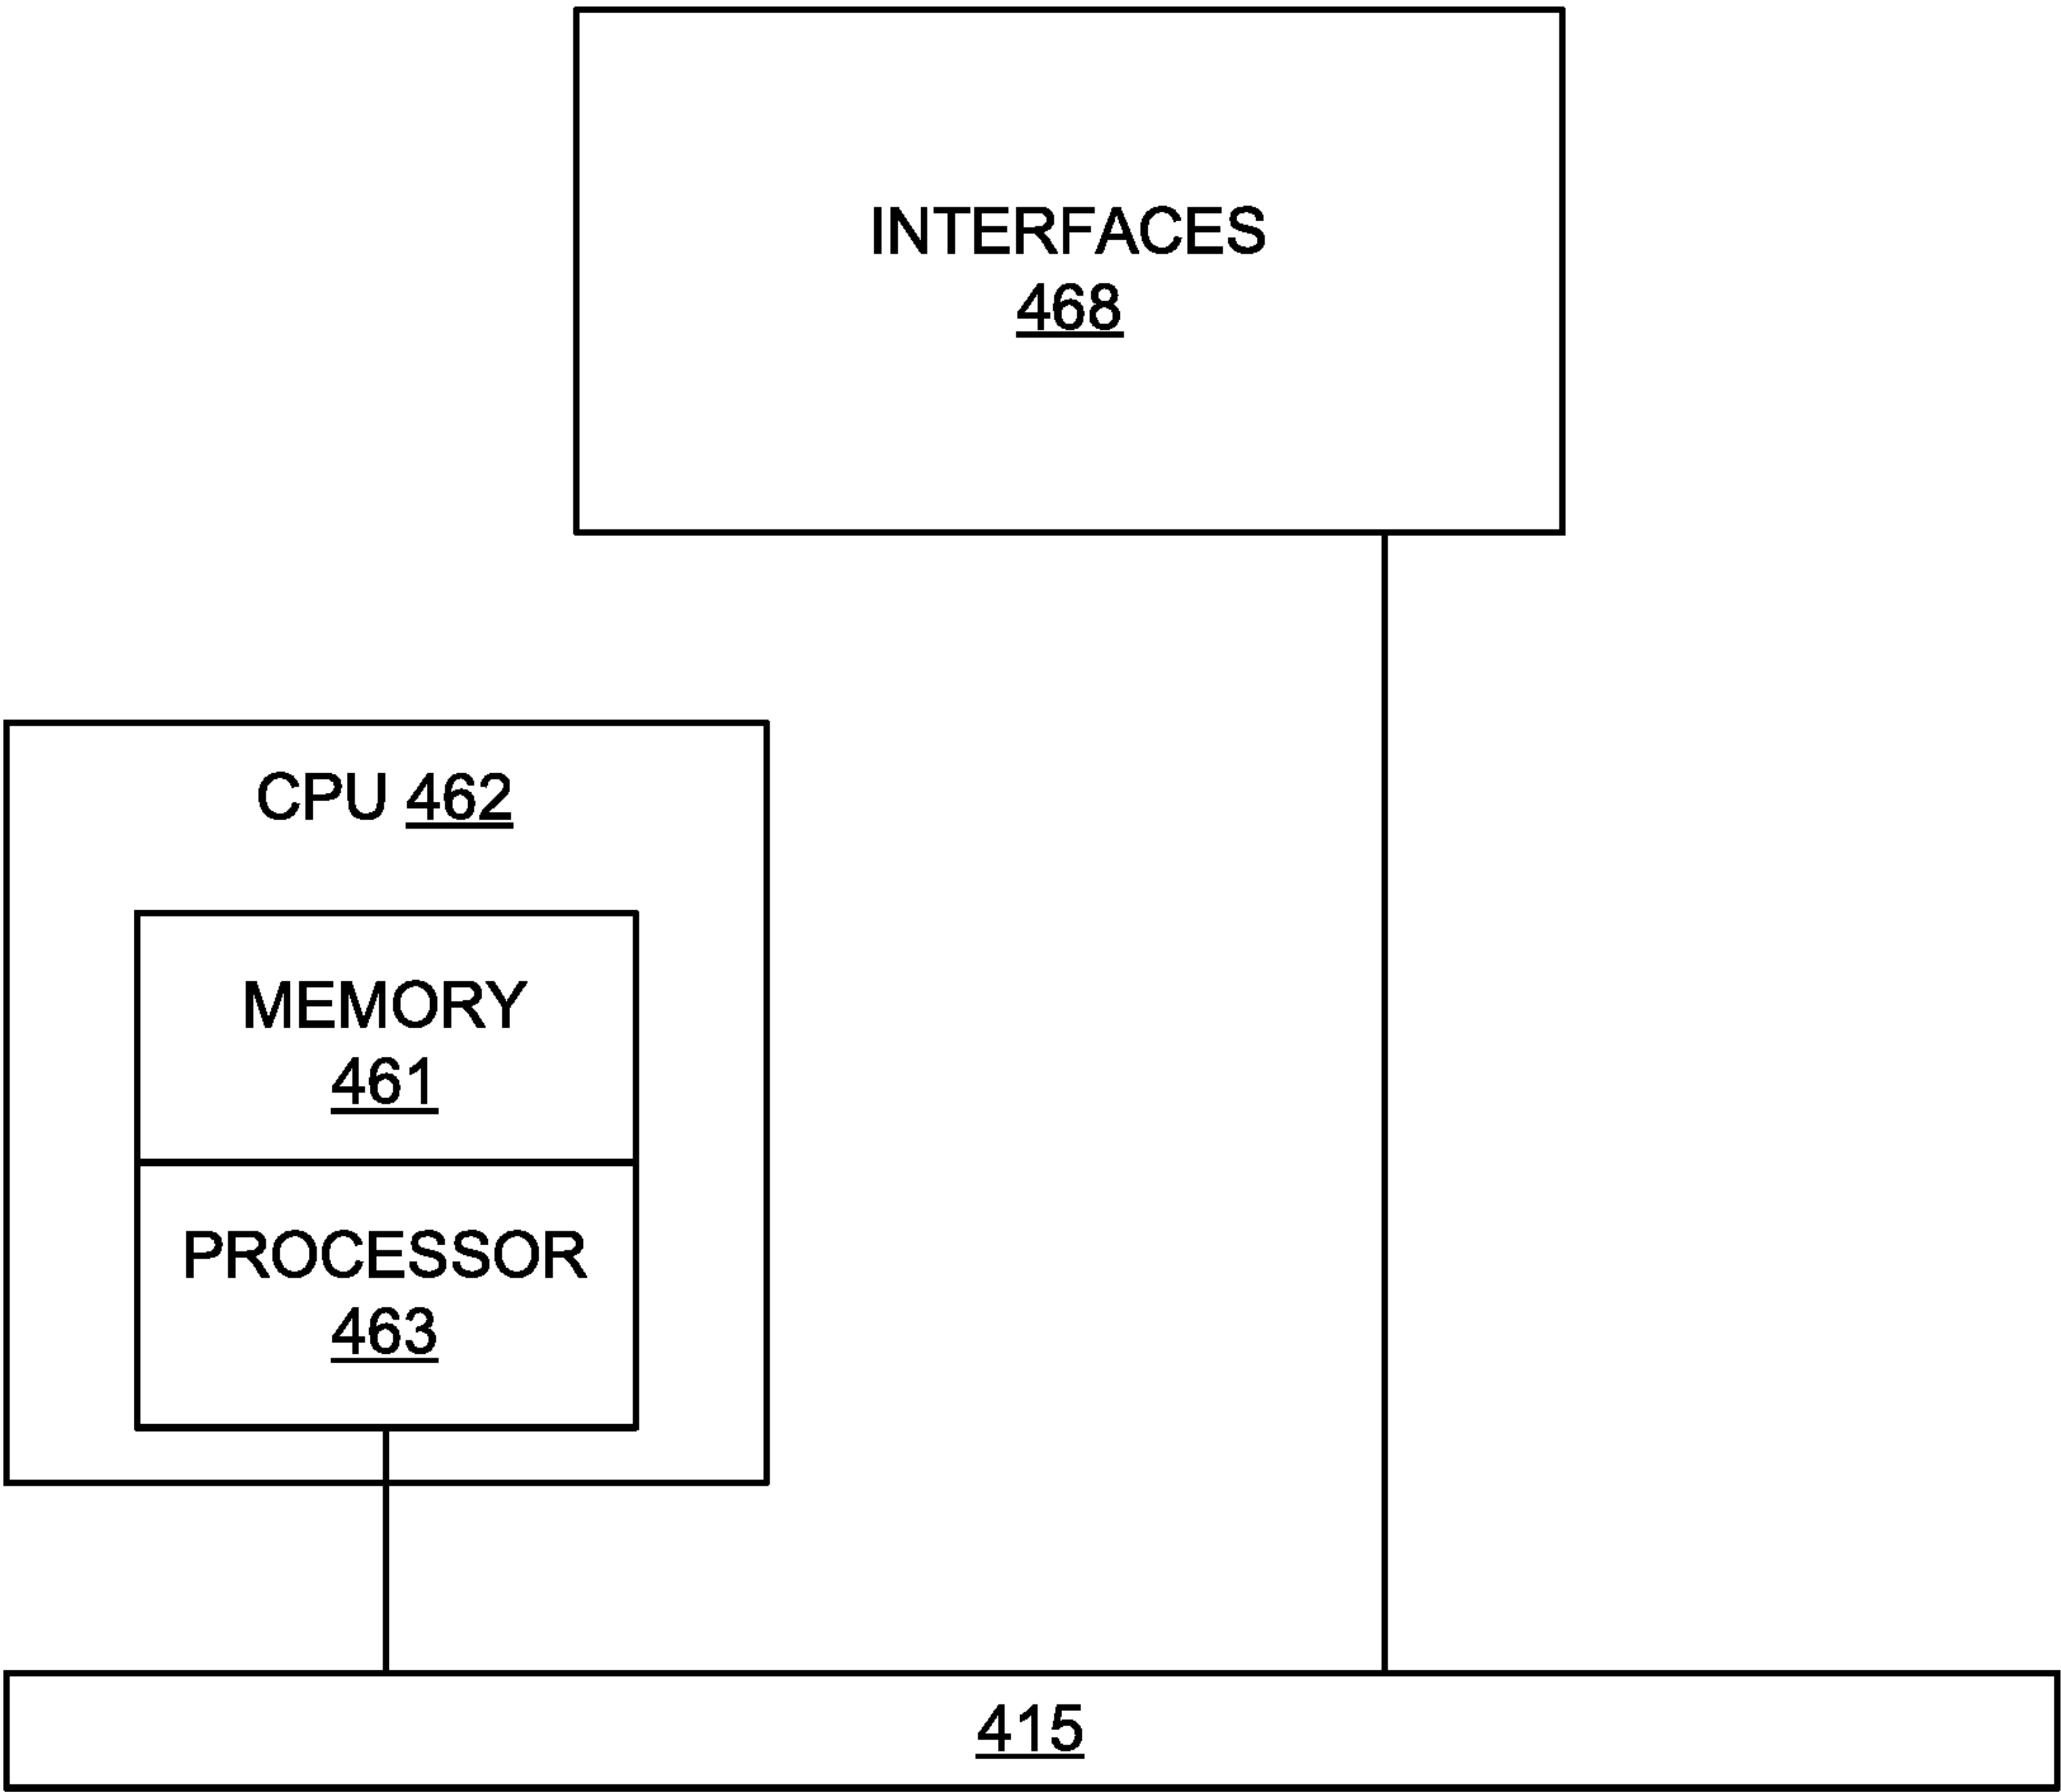 INTERFACES
468
CPU 462
MEMORY
461
PROCESSOR
463
415